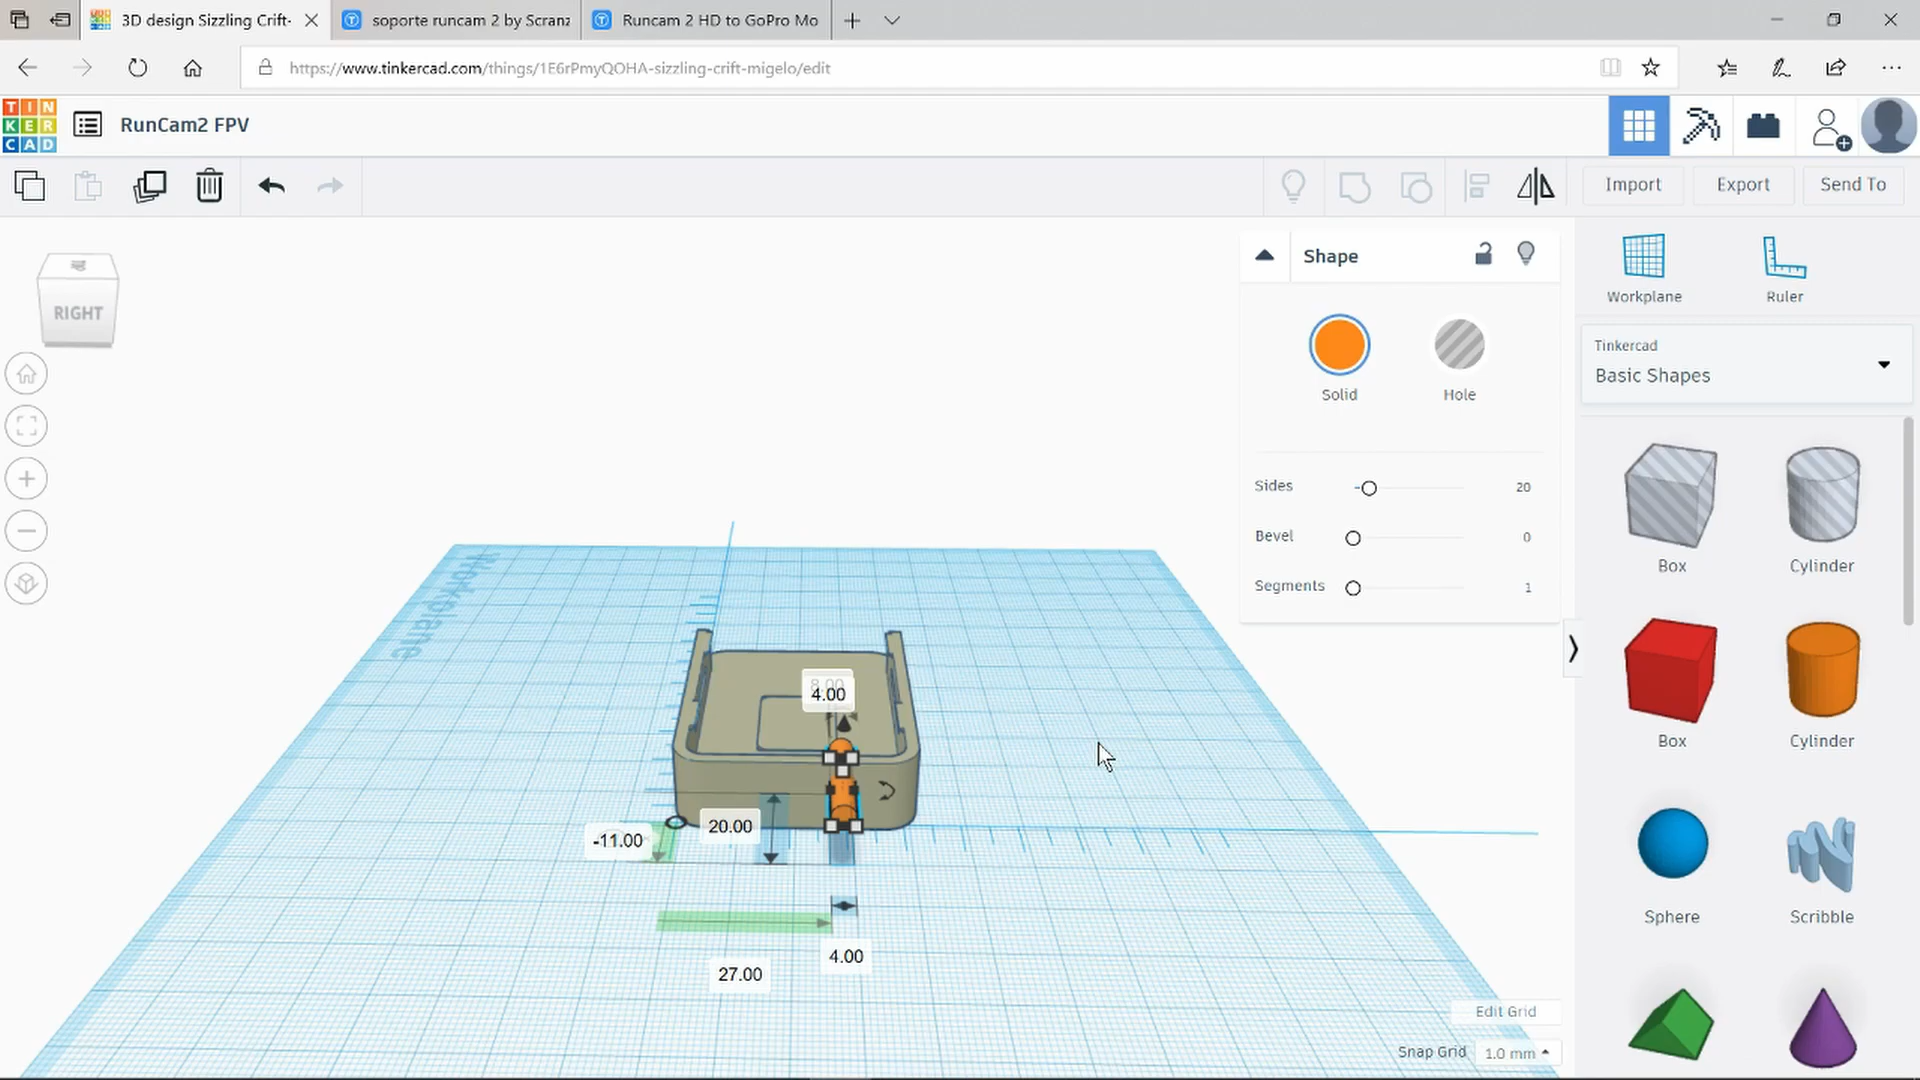 3D design Sizzling Crift-
soporte runcam 2 by Scranz
Runcam 2 HD to GoPro Mo
https://www.tinkercad.com/things/1E6rPmyQOHA-sizzling-crift-migelo/edit
TIN
KER
CAD
RunCam2 FPV
Import
Export
Send To
RIGHT
Shape
Solid
Hole
Sides
20
Bevel
0
Segments
1
Workplane
Ruler
Tinkercad
Basic Shapes
Box
Cylinder
Box
Cylinder
Sphere
Scribble
Workplane
8.00
4.00
-11.00
20.00
4.00
27.00
Edit Grid
Snap Grid
1.0 mm